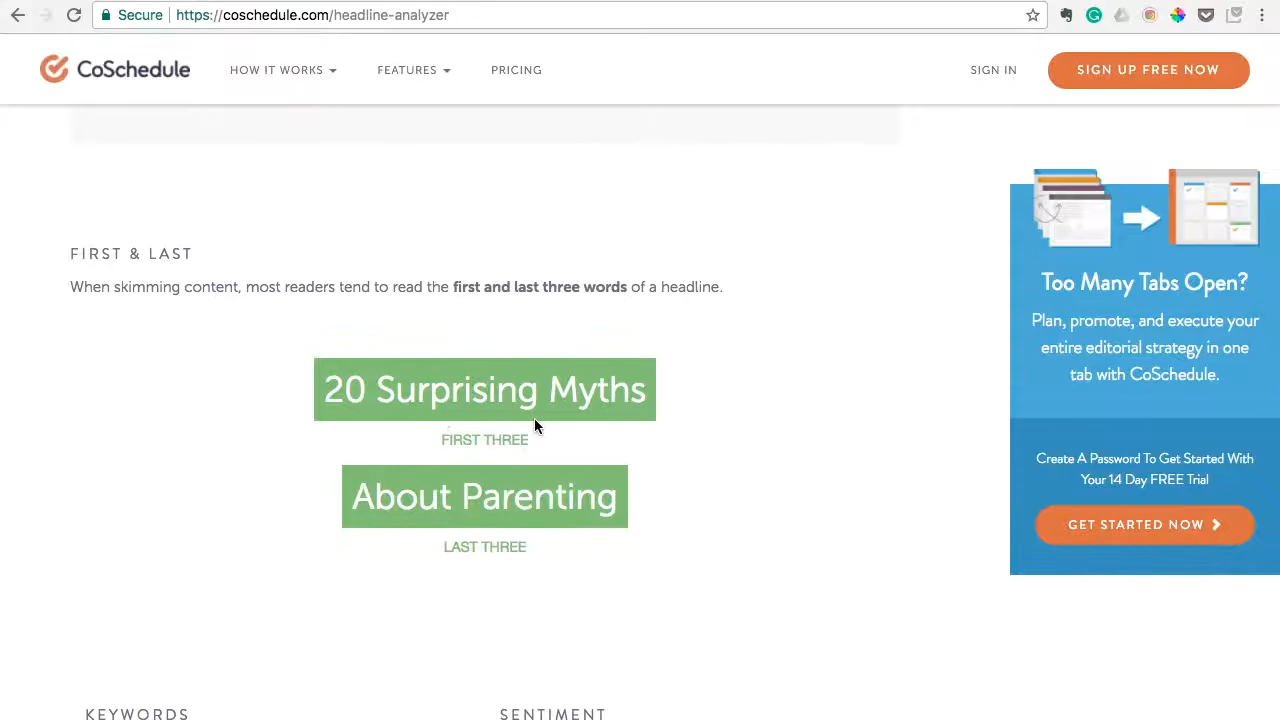 Secure
https://coschedule.com/headline-analyzer
CoSchedule
HOW IT WORKS
FEATURES
PRICING
SIGN IN
SIGN UP FREE NOW
FIRST & LAST
When skimming content, most readers tend to read the first and last three words of a headline.
20 Surprising Myths
FIRST THREE
About Parenting
LAST THREE
Too Many Tabs Open?
Plan, promote, and execute your
entire editorial strategy in one
tab with CoSchedule.
Create A Password To Get Started With
Your 14 Day FREE Trial
GET STARTED NOW
KEYWORDS
SENTIMENT